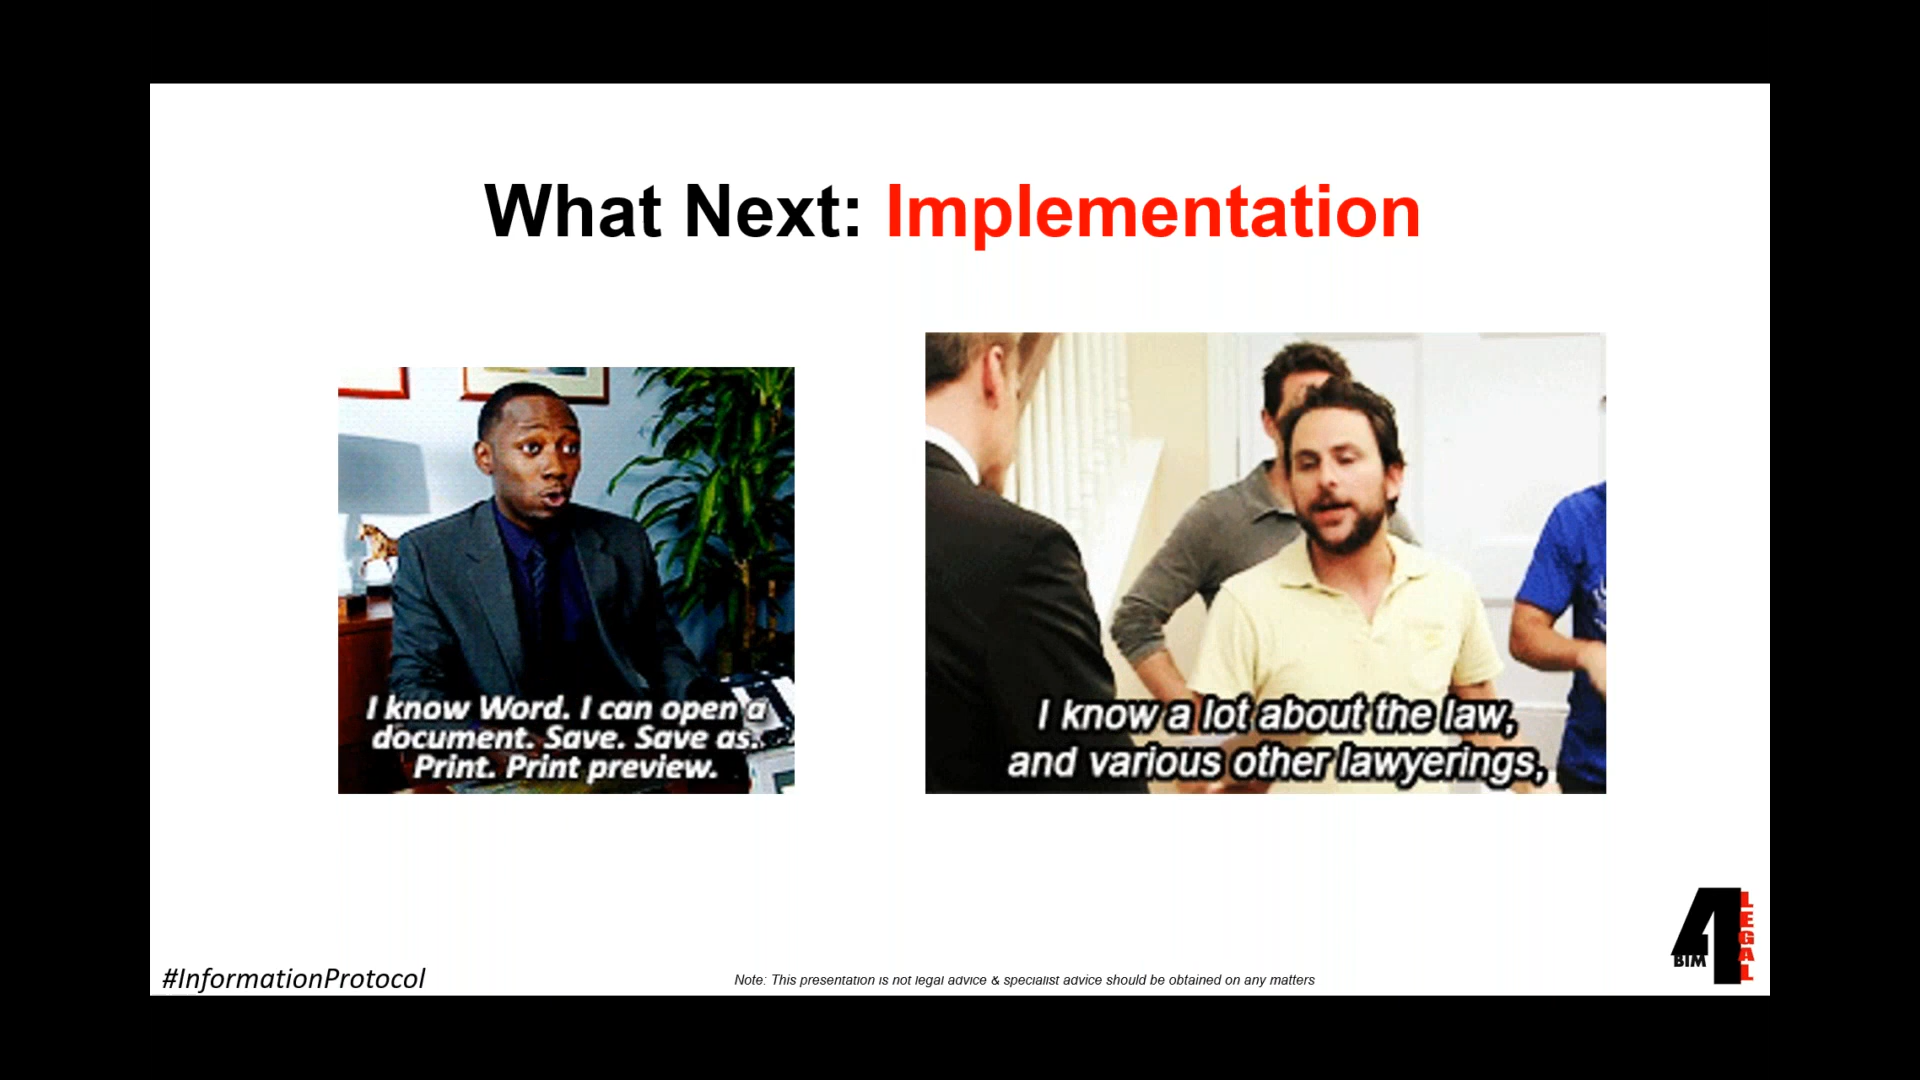 What Next: Implementation
I know Word. I can open a
document. Save. Save as.
Print. Print preview.
I know a lot about the law,
and various other lawyerings,
#InformationProtocol
Note: This presentation is not legal advice & specialist advice should be obtained on any matters
4
BIM
LEGAL